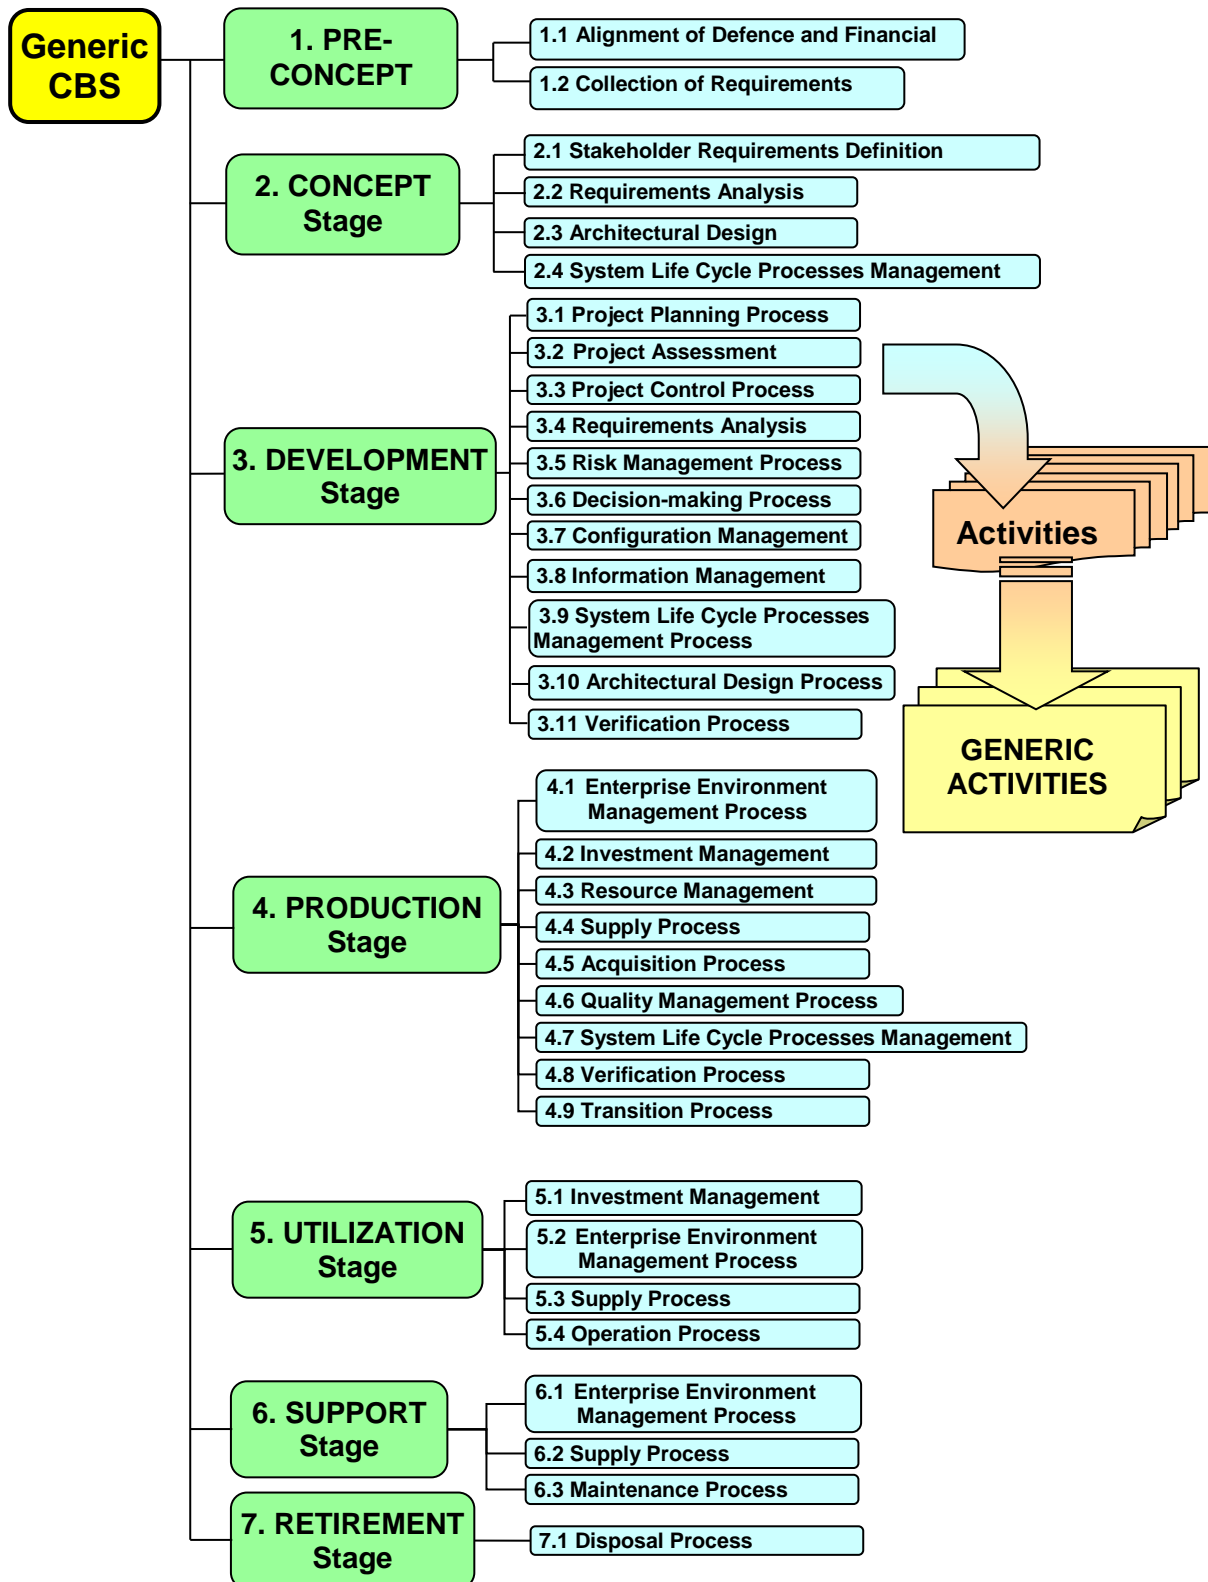 Generic
CBS
1. PRE-
CONCEPT
1.1 Alignment of Defence and Financial
1.2 Collection of Requirements
2. CONCEPT
Stage
2.1 Stakeholder Requirements Definition
2.2 Requirements Analysis
2.3 Architectural Design
2.4 System Life Cycle Processes Management
3. DEVELOPMENT
Stage
3.1 Project Planning Process
3.2 Project Assessment
3.3 Project Control Process
3.4 Requirements Analysis
3.5 Risk Management Process
3.6 Decision-making Process
3.7 Configuration Management
3.8 Information Management
3.9 System Life Cycle Processes
Management Process
3.10 Architectural Design Process
3.11 Verification Process
Activities
GENERIC
ACTIVITIES
4. PRODUCTION
Stage
4.1 Enterprise Environment
Management Process
4.2 Investment Management
4.3 Resource Management
4.4 Supply Process
4.5 Acquisition Process
4.6 Quality Management Process
4.7 System Life Cycle Processes Management
4.8 Verification Process
4.9 Transition Process
5. UTILIZATION
Stage
5.1 Investment Management
5.2 Enterprise Environment
Management Process
5.3 Supply Process
5.4 Operation Process
6. SUPPORT
Stage
6.1 Enterprise Environment
Management Process
6.2 Supply Process
6.3 Maintenance Process
7. RETIREMENT
Stage
7.1 Disposal Process